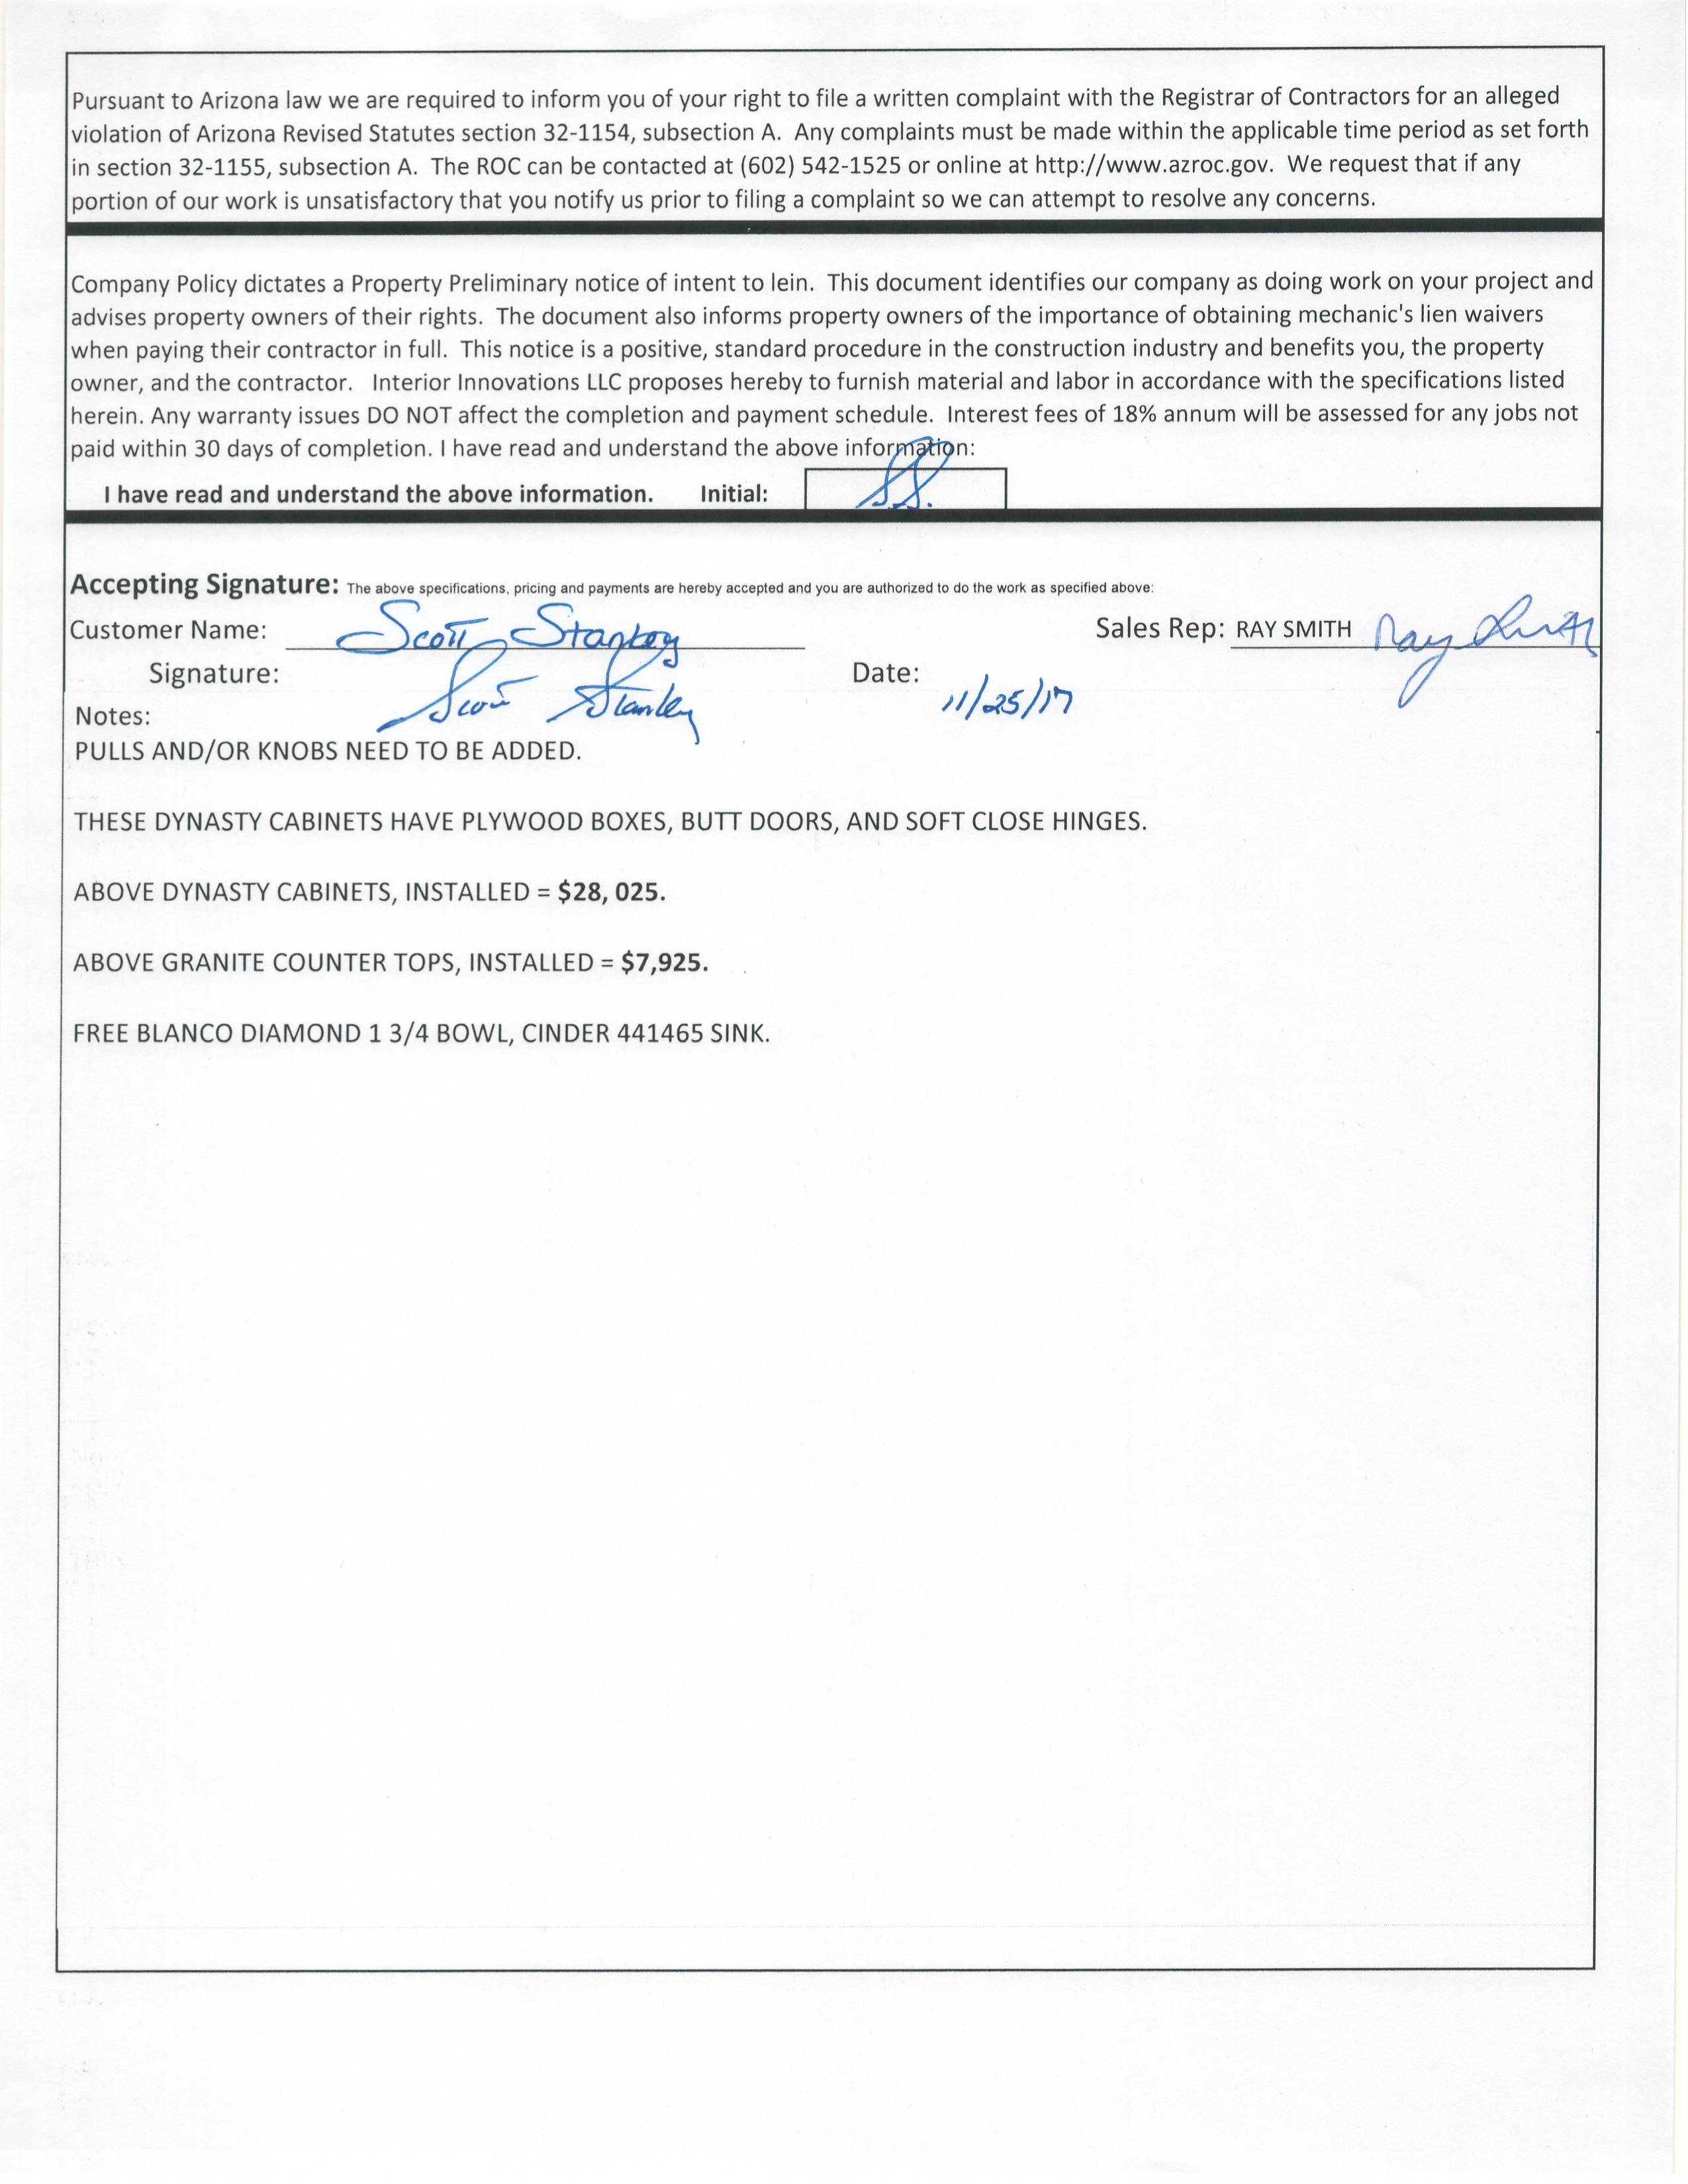 Pursuant to Arizona law we are required to inform you of your right to file a written complaint with the Registrar of Contractors for an alleged
violation of Arizona Revised Statutes section 32-1154, subsection A.  Any complaints must be made within the applicable time period as set forth
in section 32-1155, subsection A.  The ROC can be contacted at (602) 542-1525 or online at http://www.azroc.gov.  We request that if any
portion of our work is unsatisfactory that you notify us prior to filing a complaint so we can attempt to resolve any concerns.
Company Policy dictates a Property Preliminary notice of intent to lein.  This document identifies our company as doing work on your project and
advises property owners of their rights.  The document also informs property owners of the importance of obtaining mechanic's lien waivers
when paying their contractor in full.  This notice is a positive, standard procedure in the construction industry and benefits you, the property
owner, and the contractor.   Interior Innovations LLC proposes hereby to furnish material and labor in accordance with the specifications listed
herein. Any warranty issues DO NOT affect the completion and payment schedule.  Interest fees of 18% annum will be assessed for any jobs not
paid within 30 days of completion. I have read and understand the above information:
I have read and understand the above information. Initial: S.S.
Accepting Signature: The above specifications, pricing and payments are hereby accepted and you are authorized to do the work as specified above:
Customer Name: Scott Stanley Sales Rep: RAY SMITH Ray Smith
Signature: Scott Stanley Date: 11/25/17
Notes:
PULLS AND/OR KNOBS NEED TO BE ADDED.
THESE DYNASTY CABINETS HAVE PLYWOOD BOXES, BUTT DOORS, AND SOFT CLOSE HINGES.
ABOVE DYNASTY CABINETS, INSTALLED = $28, 025.
ABOVE GRANITE COUNTER TOPS, INSTALLED = $7,925.
FREE BLANCO DIAMOND 1 3/4 BOWL, CINDER 441465 SINK.